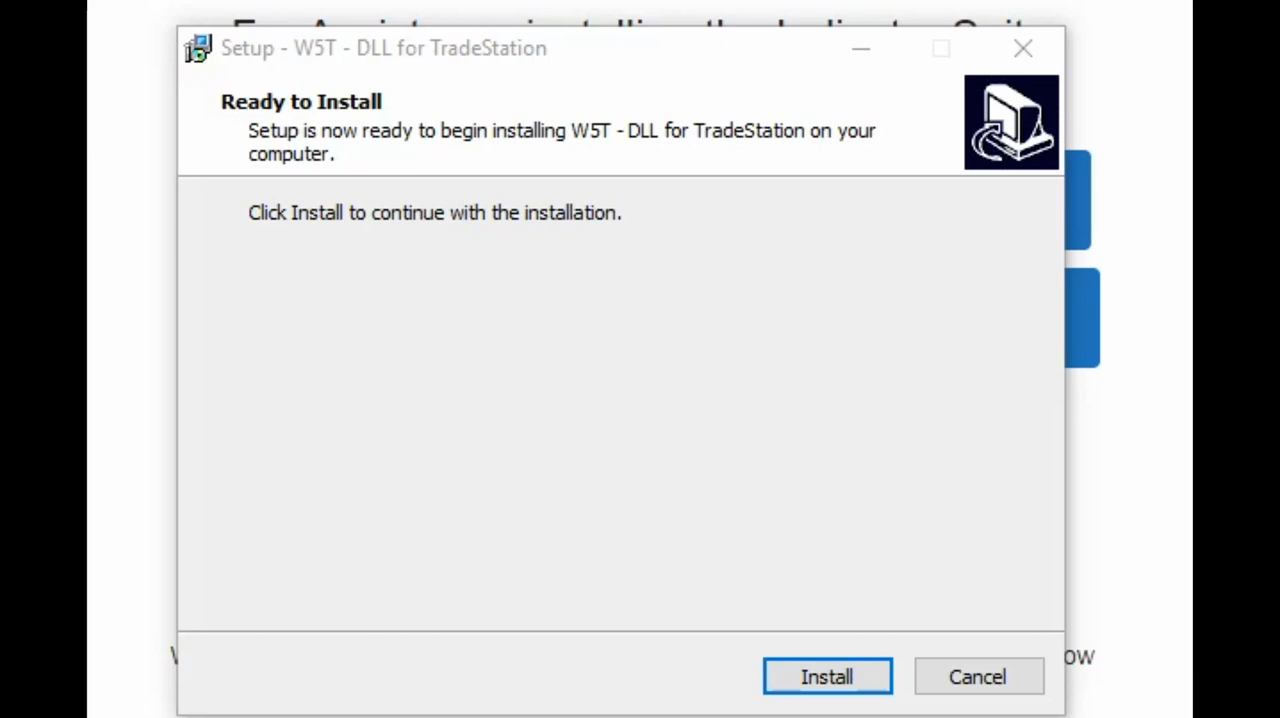 Setup - W5T - DLL for TradeStation
Ready to Install
Setup is now ready to begin installing W5T - DLL for TradeStation on your
computer.
Click Install to continue with the installation.
Install
Cancel